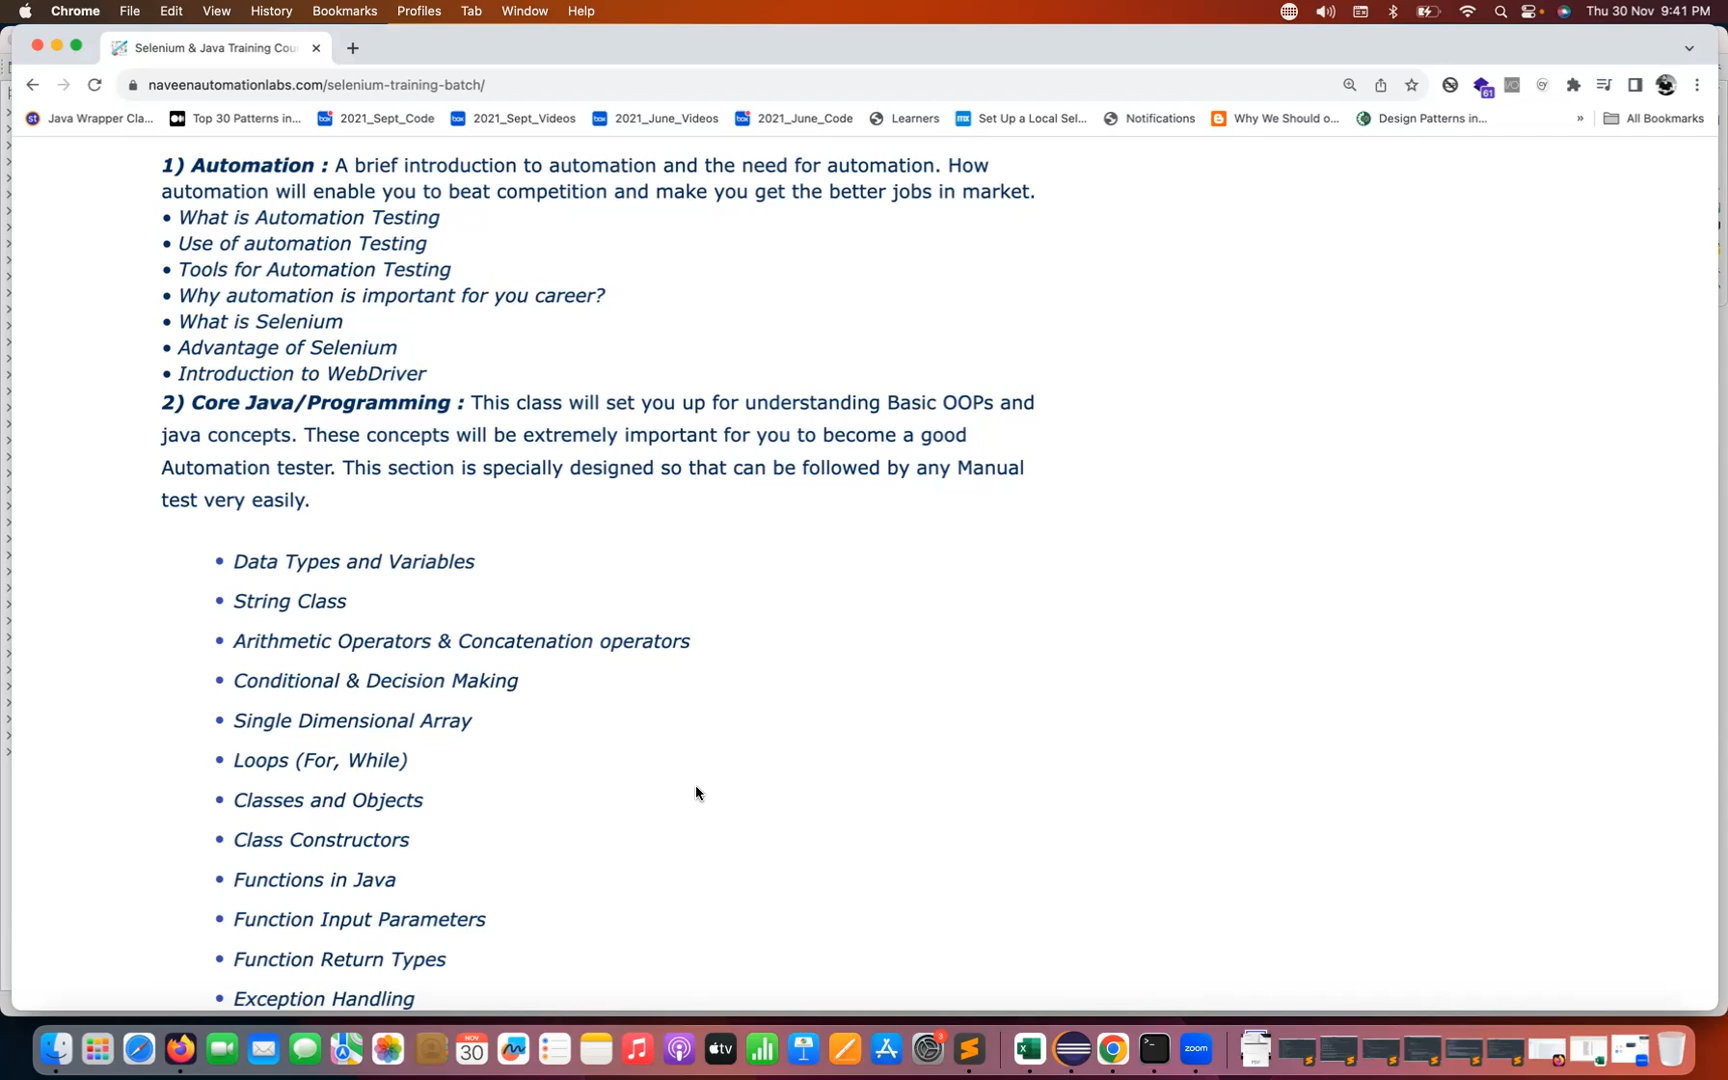 Chrome File Edit View History Bookmarks Profiles Tab Window Help Thu 30 Nov 9:41 PM
Selenium & Java Training Cou
naveenautomationlabs.com/selenium-training-batch/
61
Java Wrapper Cla... Top 30 Patterns in... 2021_Sept_Code 2021_Sept_Videos 2021_June_Videos 2021_June_Code Learners Set Up a Local Sel... Notifications Why We Should o... Design Patterns in... » All Bookmarks
1) Automation : A brief introduction to automation and the need for automation. How
automation will enable you to beat competition and make you get the better jobs in market.
• What is Automation Testing
• Use of automation Testing
• Tools for Automation Testing
• Why automation is important for you career?
• What is Selenium
• Advantage of Selenium
• Introduction to WebDriver
2) Core Java/Programming : This class will set you up for understanding Basic OOPs and
java concepts. These concepts will be extremely important for you to become a good
Automation tester. This section is specially designed so that can be followed by any Manual
test very easily.
• Data Types and Variables
• String Class
• Arithmetic Operators & Concatenation operators
• Conditional & Decision Making
• Single Dimensional Array
• Loops (For, While)
• Classes and Objects
• Class Constructors
• Functions in Java
• Function Input Parameters
• Function Return Types
• Exception Handling
NOV
30
tv
3
zoom